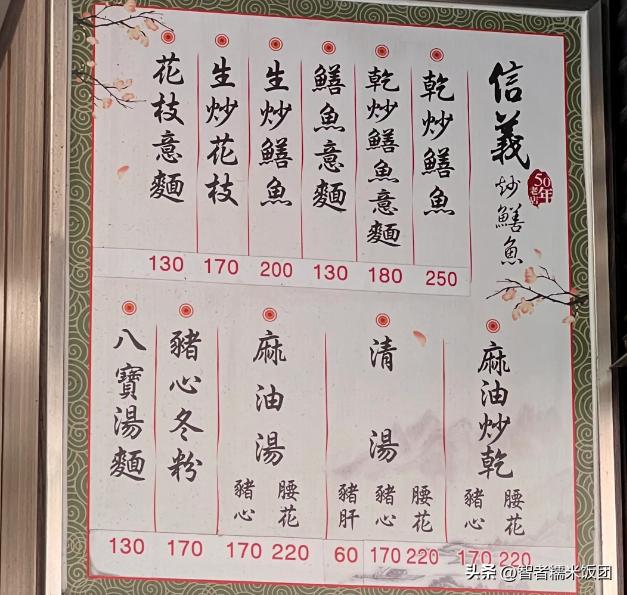 信義
50年老店
炒鱔魚
乾炒鱔魚
250
乾炒鱔魚意麵
180
鱔魚意麵
130
生炒鱔魚
200
生炒花枝
170
花枝意麵
130
麻油炒乾
腰花
220
豬心
170
清湯
腰花
220
豬心
170
豬肝
60
麻油湯
腰花
220
豬心
170
豬心冬粉
170
八寶湯麵
130
头条 @智者糯米饭团